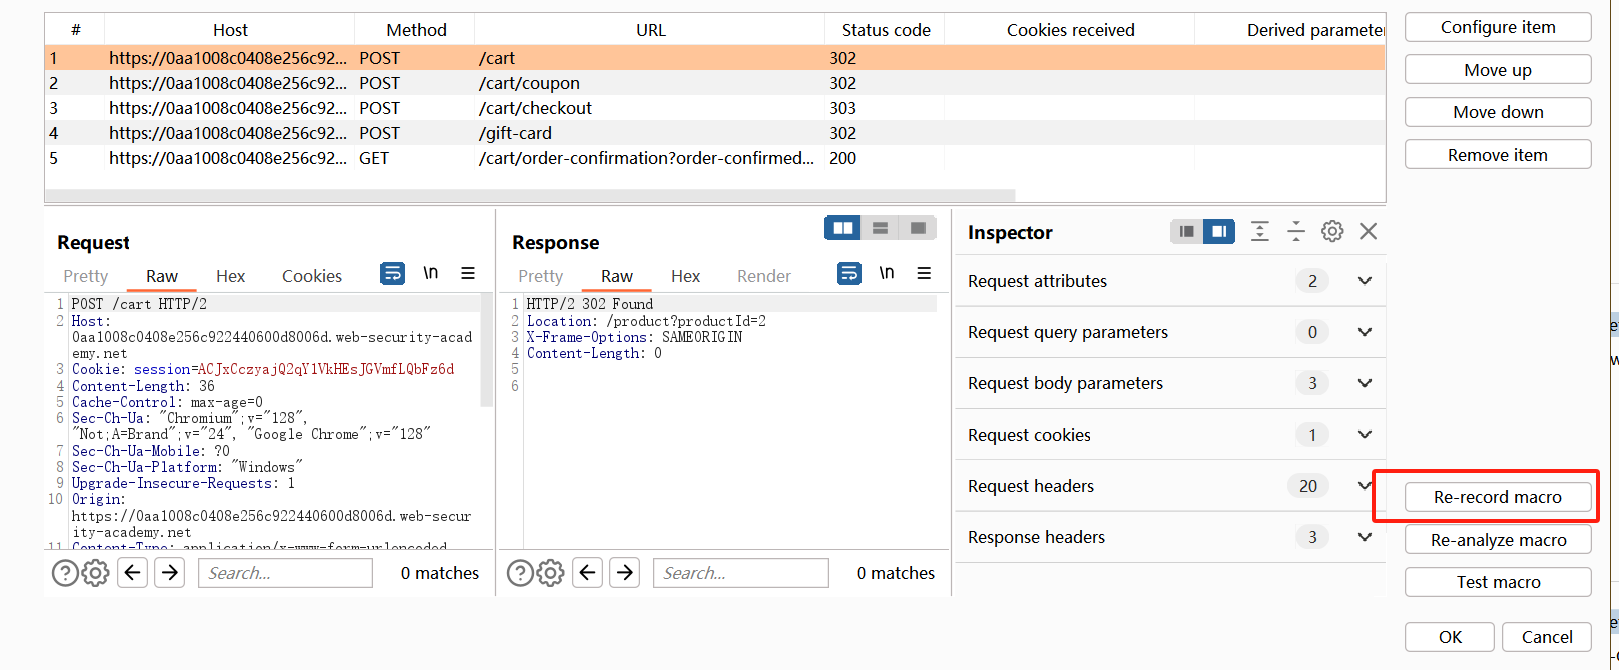 # Host Method URL Status code Cookies received Derived parameter
1 https://0aa1008c0408e256c92... POST /cart 302
2 https://0aa1008c0408e256c92... POST /cart/coupon 302
3 https://0aa1008c0408e256c92... POST /cart/checkout 303
4 https://0aa1008c0408e256c92... POST /gift-card 302
5 https://0aa1008c0408e256c92... GET /cart/order-confirmation?order-confirmed... 200
Configure item
Move up
Move down
Remove item
Request
Pretty Raw Hex Cookies \n
1 POST /cart HTTP/2
2 Host:
0aa1008c0408e256c922440600d8006d.web-security-acad
emy.net
3 Cookie: session=ACJxCczyajQ2qY1VkHEsJGVmfLQbFz6d
4 Content-Length: 36
5 Cache-Control: max-age=0
6 Sec-Ch-Ua: "Chromium";v="128",
"Not;A=Brand";v="24", "Google Chrome";v="128"
7 Sec-Ch-Ua-Mobile: ?0
8 Sec-Ch-Ua-Platform: "Windows"
9 Upgrade-Insecure-Requests: 1
10 Origin:
https://0aa1008c0408e256c922440600d8006d.web-secur
ity-academy.net
11 Content-Type: application/x-www-form-urlencoded
Search... 0 matches
Response
Pretty Raw Hex Render \n
1 HTTP/2 302 Found
2 Location: /product?productId=2
3 X-Frame-Options: SAMEORIGIN
4 Content-Length: 0
5
6
Search... 0 matches
Inspector
Request attributes 2
Request query parameters 0
Request body parameters 3
Request cookies 1
Request headers 20
Response headers 3
Re-record macro
Re-analyze macro
Test macro
OK Cancel